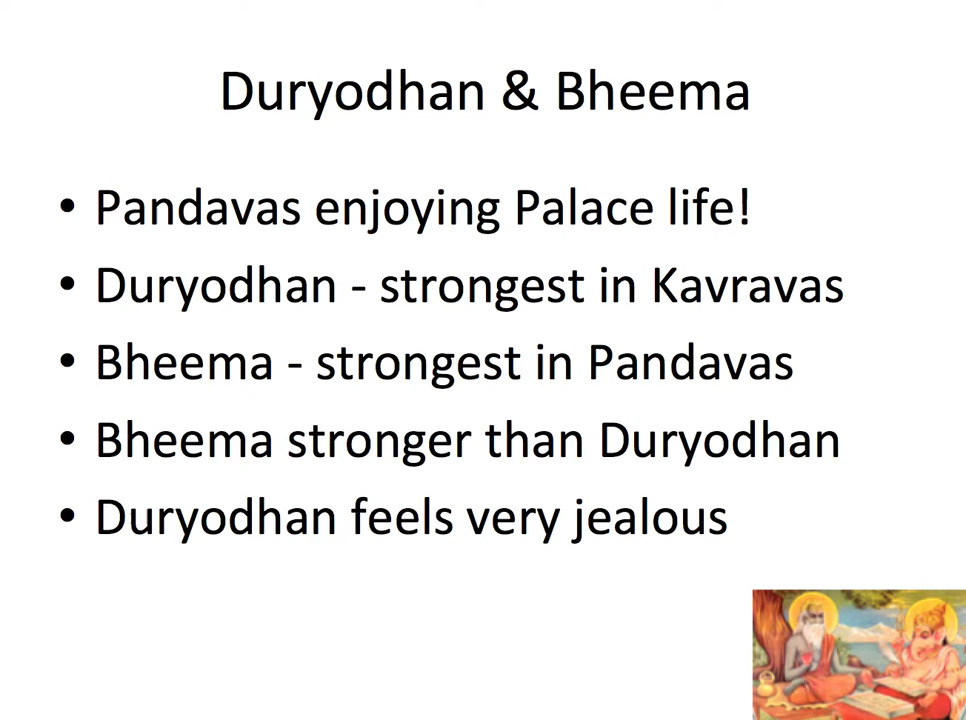 Duryodhan & Bheema
• Pandavas enjoying Palace life!
• Duryodhan - strongest in Kavravas
• Bheema - strongest in Pandavas
• Bheema stronger than Duryodhan
• Duryodhan feels very jealous